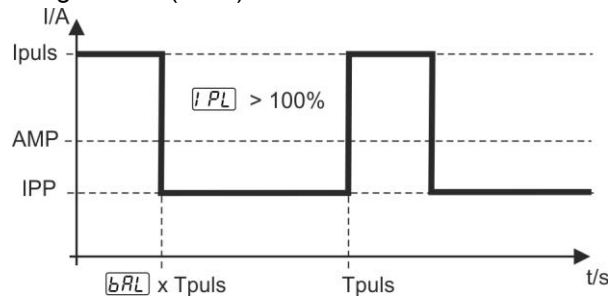 I/A
Ipuls
IPL > 100%
AMP
IPP
bAL x Tpuls
Tpuls
t/s